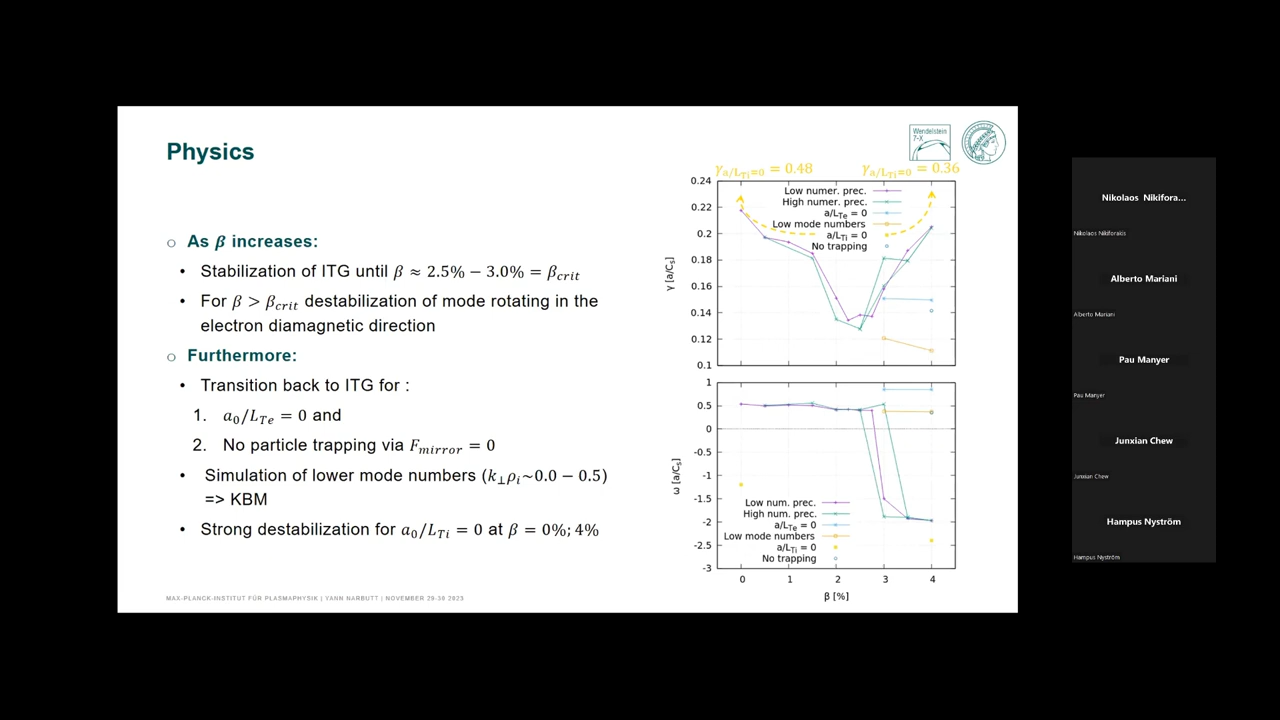 Physics
Wendelstein
7-X
○ As β increases:
• Stabilization of ITG until β ≈ 2.5% − 3.0% = β_crit
• For β > β_crit destabilization of mode rotating in the
electron diamagnetic direction
○ Furthermore:
• Transition back to ITG for :
1. a₀/L_Te = 0 and
2. No particle trapping via F_mirror = 0
• Simulation of lower mode numbers (k⊥ρᵢ~0.0 − 0.5)
=> KBM
• Strong destabilization for a₀/L_Ti = 0 at β = 0%; 4%
MAX-PLANCK-INSTITUT FÜR PLASMAPHYSIK | YANN NARBUTT | NOVEMBER 29-30 2023
γ_a/L_Ti=0 = 0.48
γ_a/L_Ti=0 = 0.36
0.24
0.22
0.2
0.18
0.16
0.14
0.12
0.1
γ [a/C_s]
Low numer. prec.
High numer. prec.
a/L_Te = 0
Low mode numbers
a/L_Ti = 0
No trapping
1
0.5
0
-0.5
-1
-1.5
-2
-2.5
-3
ω [a/C_s]
Low num. prec.
High num. prec.
a/L_Te = 0
Low mode numbers
a/L_Ti = 0
No trapping
0 1 2 3 4
β [%]
Nikolaos Nikifora...
Nikolaos Nikiforakis
Alberto Mariani
Alberto Mariani
Pau Manyer
Pau Manyer
Junxian Chew
Junxian Chew
Hampus Nyström
Hampus Nyström